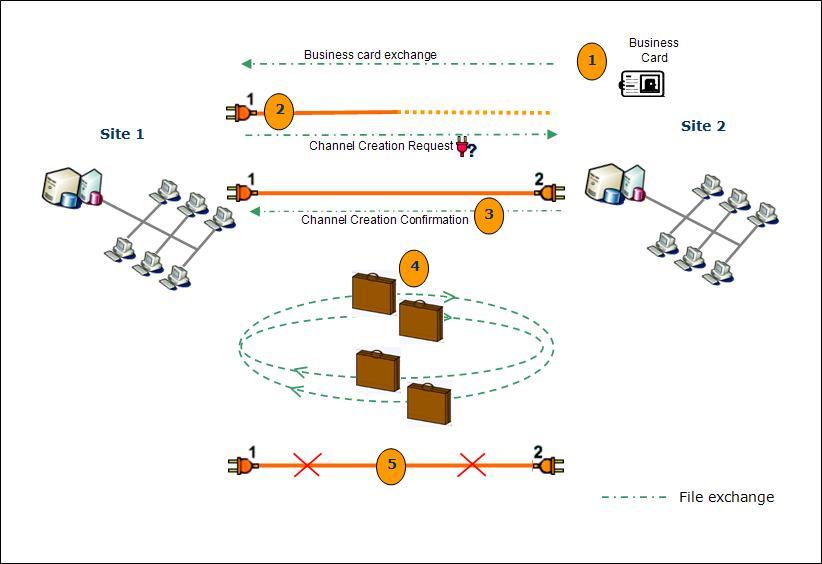 Business card exchange
1
Business
Card
1
2
Site 1
Channel Creation Request
?
Site 2
1
2
3
Channel Creation Confirmation
4
1
5
2
File exchange